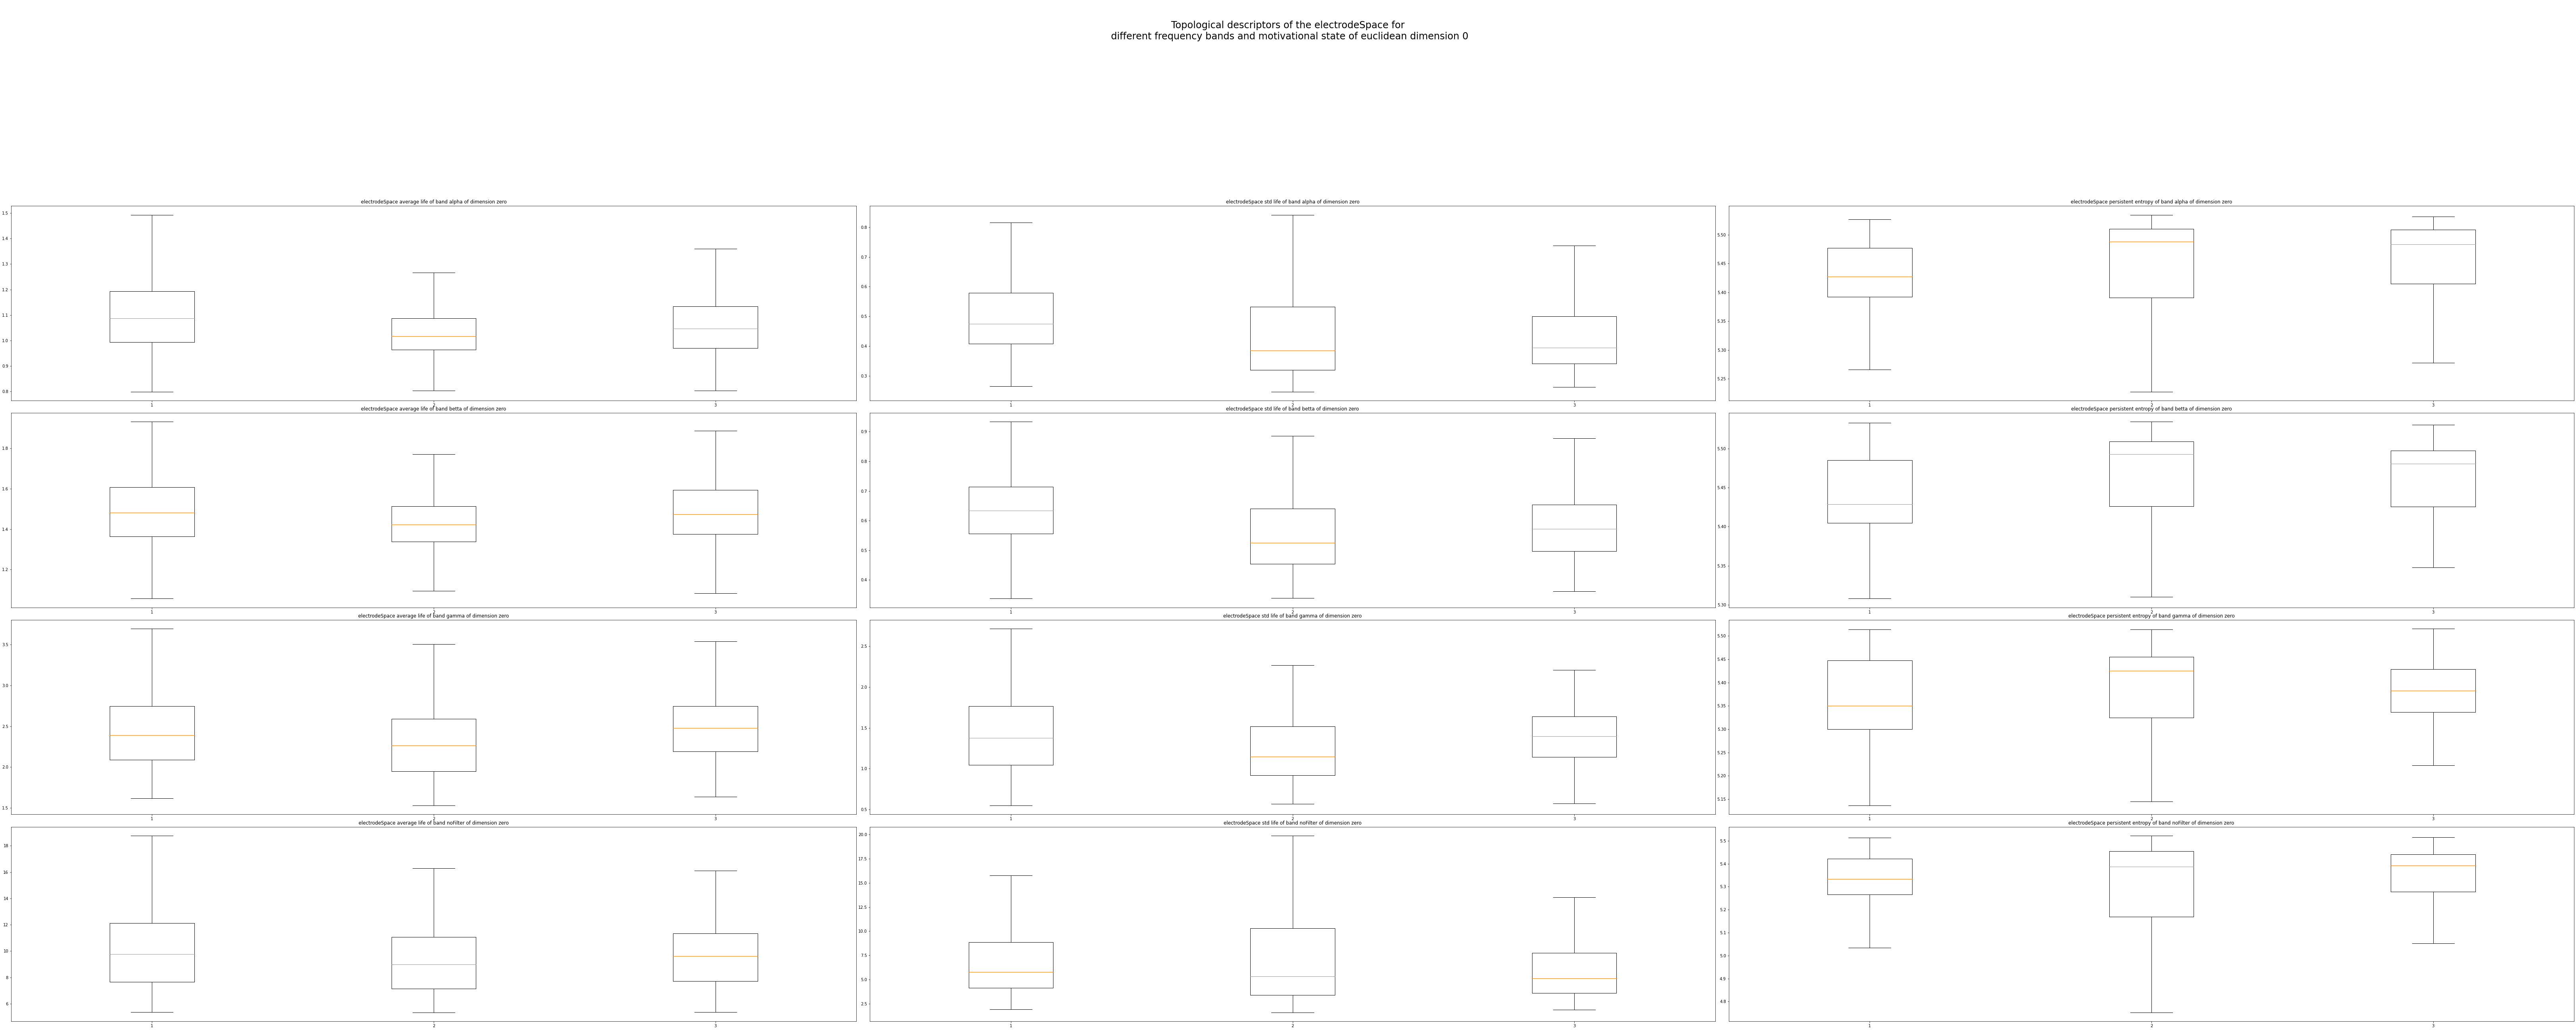 Topological descriptors of the electrodeSpace for
different frequency bands and motivational state of euclidean dimension 0
electrodeSpace average life of band alpha of dimension zero
1.5
1.4
1.3
1.2
1.1
1.0
0.9
0.8
1 2 3
electrodeSpace std life of band alpha of dimension zero
0.8
0.7
0.6
0.5
0.4
0.3
1 2 3
electrodeSpace persistent entropy of band alpha of dimension zero
5.50
5.45
5.40
5.35
5.30
5.25
1 2 3
electrodeSpace average life of band betta of dimension zero
1.8
1.6
1.4
1.2
1 2 3
electrodeSpace std life of band betta of dimension zero
0.9
0.8
0.7
0.6
0.5
0.4
1 2 3
electrodeSpace persistent entropy of band betta of dimension zero
5.50
5.45
5.40
5.35
5.30
1 2 3
electrodeSpace average life of band gamma of dimension zero
3.5
3.0
2.5
2.0
1.5
1 2 3
electrodeSpace std life of band gamma of dimension zero
2.5
2.0
1.5
1.0
0.5
1 2 3
electrodeSpace persistent entropy of band gamma of dimension zero
5.50
5.45
5.40
5.35
5.30
5.25
5.20
5.15
1 2 3
electrodeSpace average life of band nofilter of dimension zero
18
16
14
12
10
8
6
1 2 3
electrodeSpace std life of band nofilter of dimension zero
20.0
17.5
15.0
12.5
10.0
7.5
5.0
2.5
1 2 3
electrodeSpace persistent entropy of band nofilter of dimension zero
5.5
5.4
5.3
5.2
5.1
5.0
4.9
4.8
1 2 3